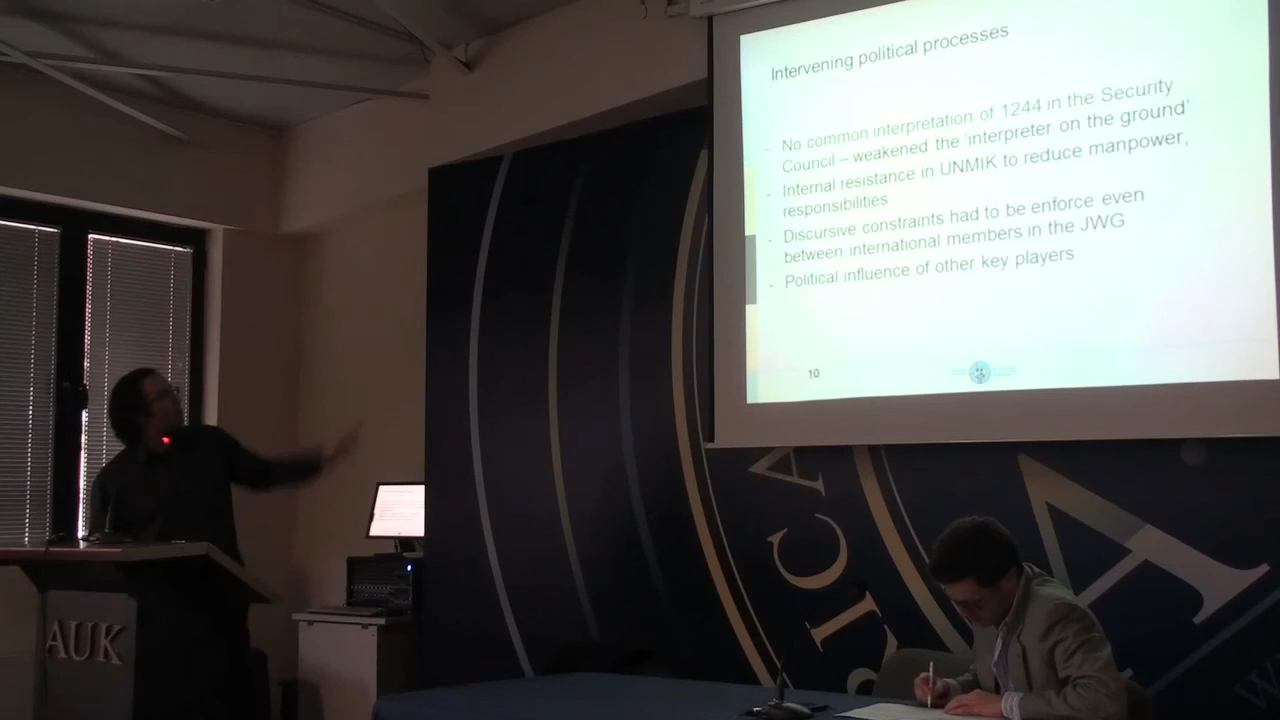 Intervening political processes
- No common interpretation of 1244 in the Security
Council – weakened the 'interpreter on the ground'
- Internal resistance in UNMIK to reduce manpower,
responsibilities
- Discursive constraints had to be enforce even
between international members in the JWG
- Political influence of other key players
10
AUK
RICA
A